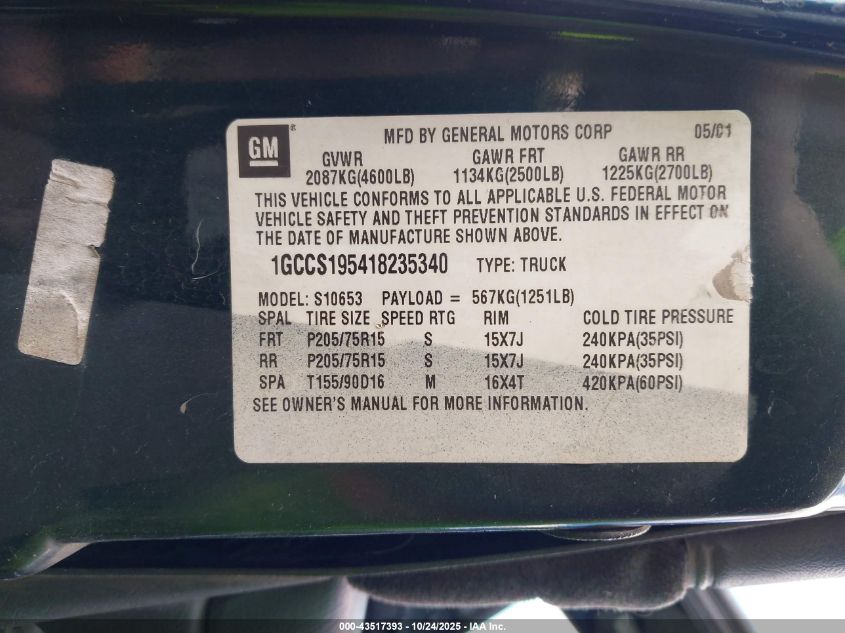 GM®
MFD BY GENERAL MOTORS CORP 05/01
GVWR GAWR FRT GAWR RR
2087KG(4600LB) 1134KG(2500LB) 1225KG(2700LB)
THIS VEHICLE CONFORMS TO ALL APPLICABLE U.S. FEDERAL MOTOR
VEHICLE SAFETY AND THEFT PREVENTION STANDARDS IN EFFECT ON
THE DATE OF MANUFACTURE SHOWN ABOVE.
1GCCS195418235340 TYPE: TRUCK
MODEL: S10653 PAYLOAD = 567KG(1251LB)
SPAL TIRE SIZE SPEED RTG RIM COLD TIRE PRESSURE
FRT P205/75R15 S 15X7J 240KPA(35PSI)
RR P205/75R15 S 15X7J 240KPA(35PSI)
SPA T155/90D16 M 16X4T 420KPA(60PSI)
SEE OWNER'S MANUAL FOR MORE INFORMATION.
000-43517393 - 10/24/2025 - IAA Inc.